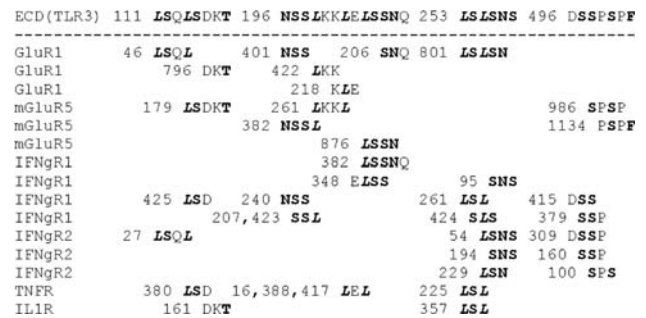 ECD(TLR3) 111 LSQLSDKT 196 NSSLKKLELSSNQ 253 LSLSNS 496 DSSPSPF
---------------------------------------------------------------
GluR1 46 LSQL 401 NSS 206 SNQ 801 LSLSN
GluR1 796 DKT 422 LKK
GluR1 218 KLE
mGluR5 179 LSDKT 261 LKKL 986 SPSP
mGluR5 382 NSSL 1134 PSPF
mGluR5 876 LSSN
IFNgR1 382 LSSNQ
IFNgR1 348 ELSS 95 SNS
IFNgR1 425 LSD 240 NSS 261 LSL 415 DSS
IFNgR1 207,423 SSL 424 SLS 379 SSP
IFNgR2 27 LSQL 54 LSNS 309 DSSP
IFNgR2 194 SNS 160 SSP
IFNgR2 229 LSN 100 SPS
TNFR 380 LSD 16,388,417 LEL 225 LSL
IL1R 161 DKT 357 LSL